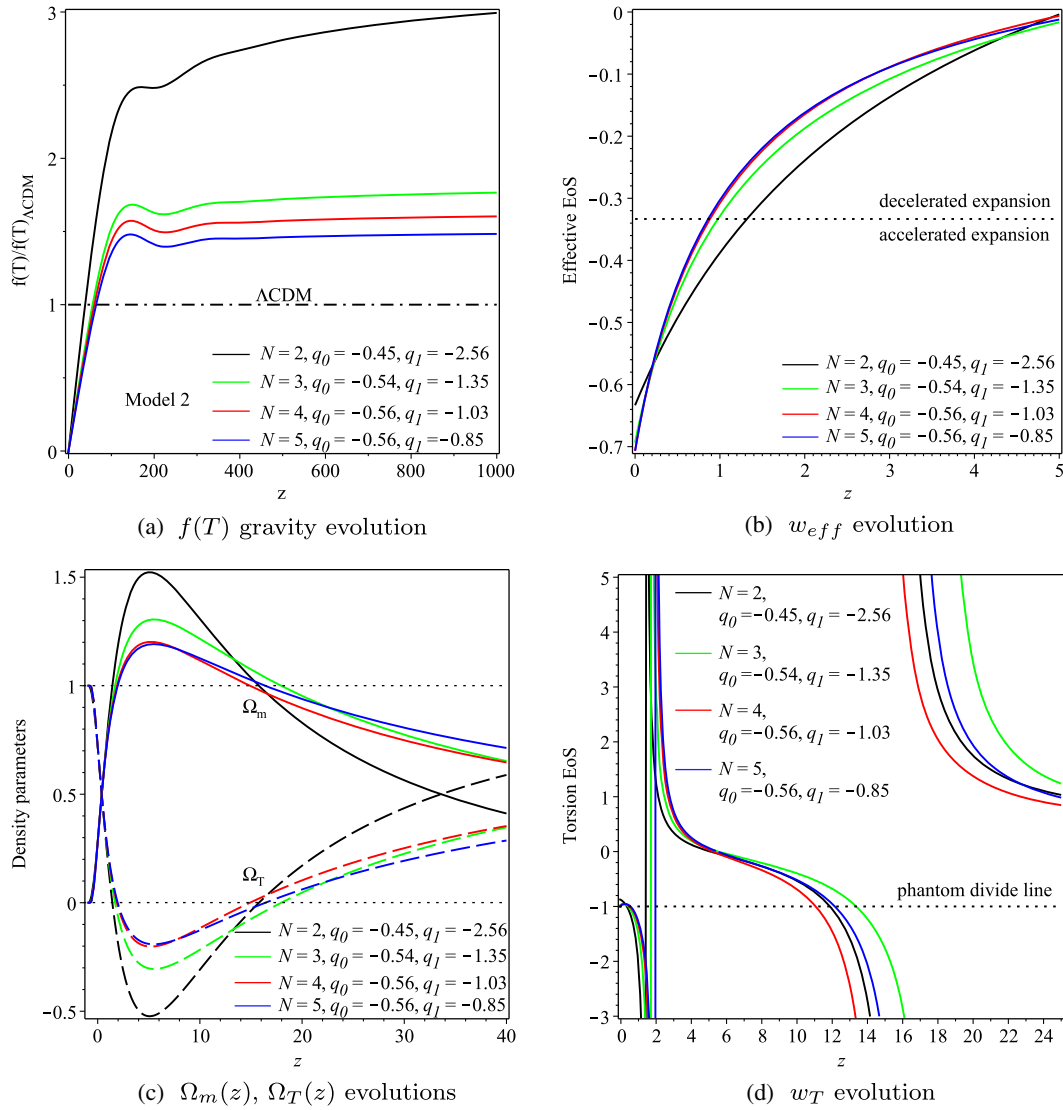 3
2
1
0
f(T)/f(T)ΛCDM
ΛCDM
Model 2
N = 2, q0 = −0.45, q1 = −2.56
N = 3, q0 = −0.54, q1 = −1.35
N = 4, q0 = −0.56, q1 = −1.03
N = 5, q0 = −0.56, q1 = −0.85
0 200 400 600 800 1000
z
(a) f(T) gravity evolution
0
−0.1
−0.2
−0.3
−0.4
−0.5
−0.6
−0.7
Effective EoS
decelerated expansion
accelerated expansion
N = 2, q0 = −0.45, q1 = −2.56
N = 3, q0 = −0.54, q1 = −1.35
N = 4, q0 = −0.56, q1 = −1.03
N = 5, q0 = −0.56, q1 = −0.85
0 1 2 3 4 5
z
(b) weff evolution
1.5
1
0.5
0
−0.5
Density parameters
Ωm
ΩT
N = 2, q0 = −0.45, q1 = −2.56
N = 3, q0 = −0.54, q1 = −1.35
N = 4, q0 = −0.56, q1 = −1.03
N = 5, q0 = −0.56, q1 = −0.85
0 10 20 30 40
z
(c) Ωm(z), ΩT(z) evolutions
5
4
3
2
1
0
−1
−2
−3
Torsion EoS
N = 2,
q0 = −0.45, q1 = −2.56
N = 3,
q0 = −0.54, q1 = −1.35
N = 4,
q0 = −0.56, q1 = −1.03
N = 5,
q0 = −0.56, q1 = −0.85
phantom divide line
0 2 4 6 8 10 12 14 16 18 20 22 24
z
(d) wT evolution